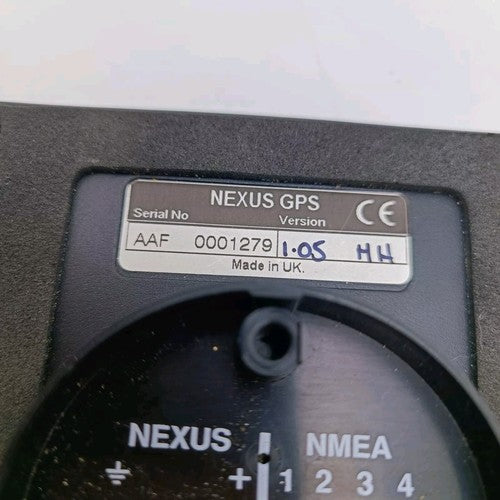 NEXUS GPS
Serial No Version CE
AAF 0001279 1.05 HH
Made in UK.
NEXUS NMEA
+ 1 2 3 4